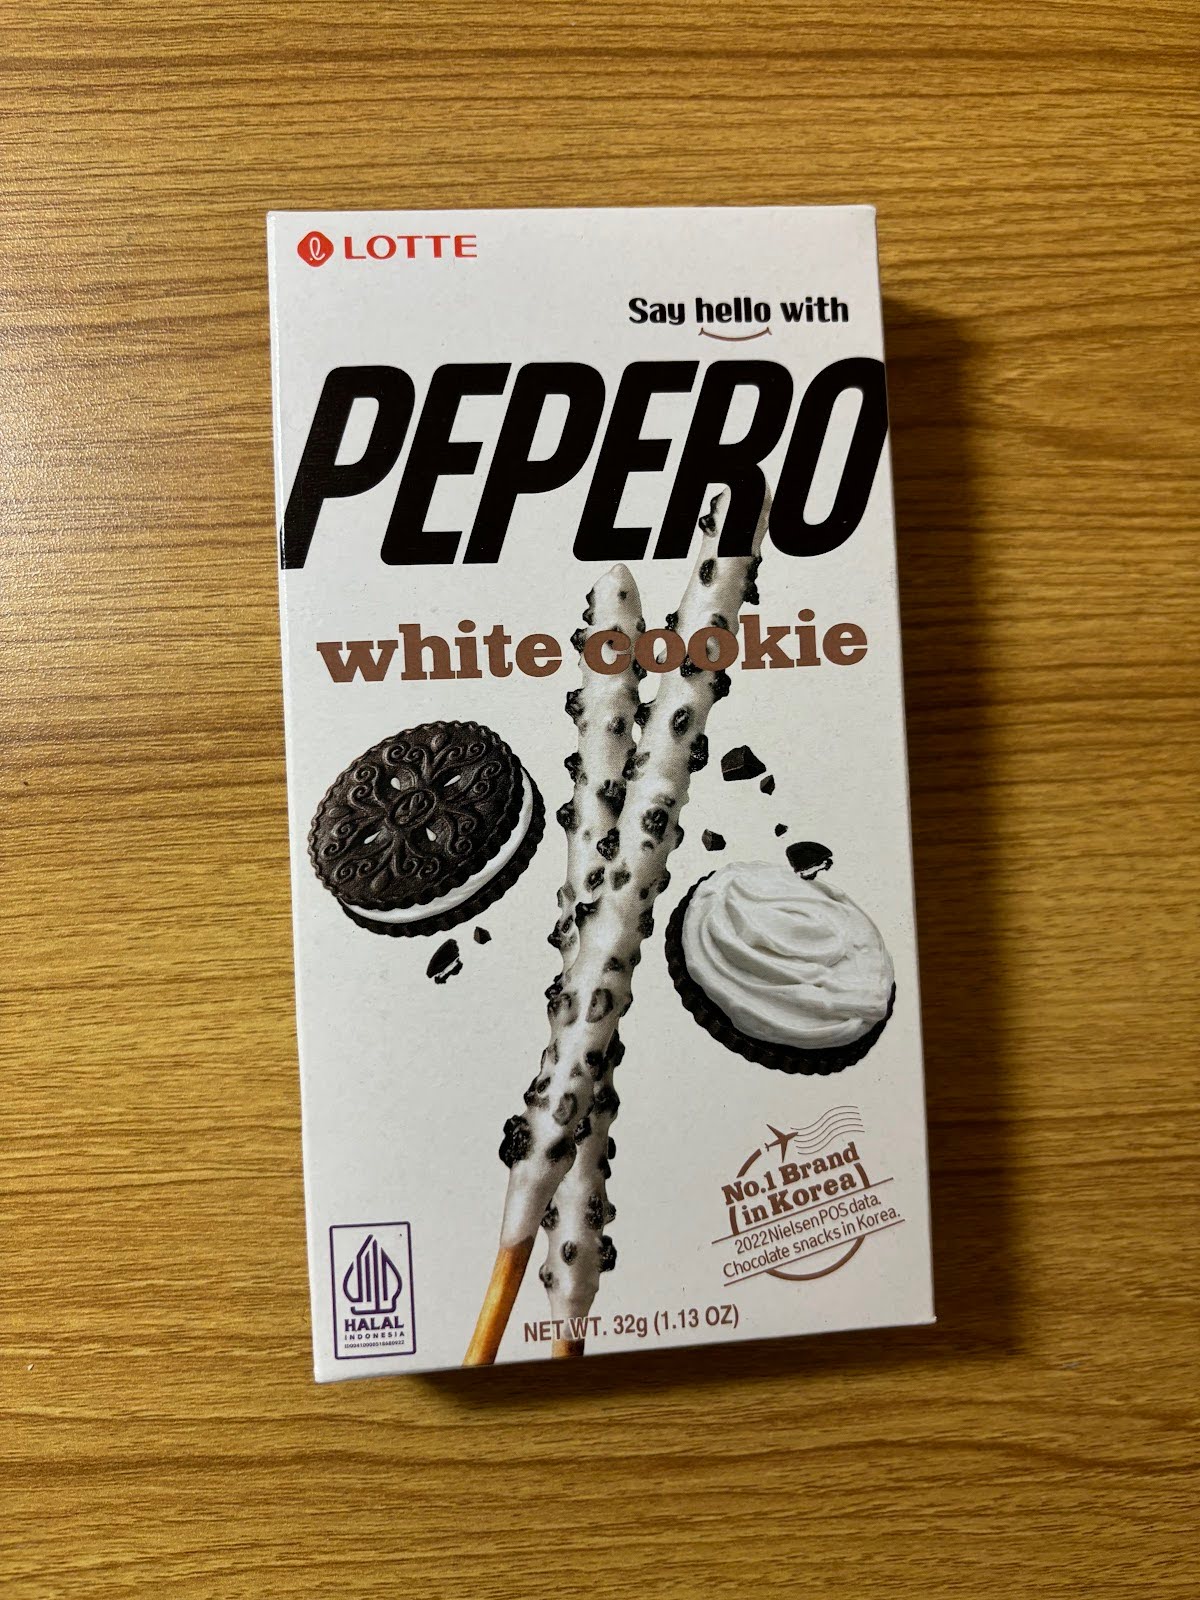 LOTTE
Say hello with
PEPERO
white cookie
No.1 Brand
(in Korea)
2022 Nielsen POS data.
Chocolate snacks in Korea.
HALAL
INDONESIA
NET WT. 32g (1.13 OZ)